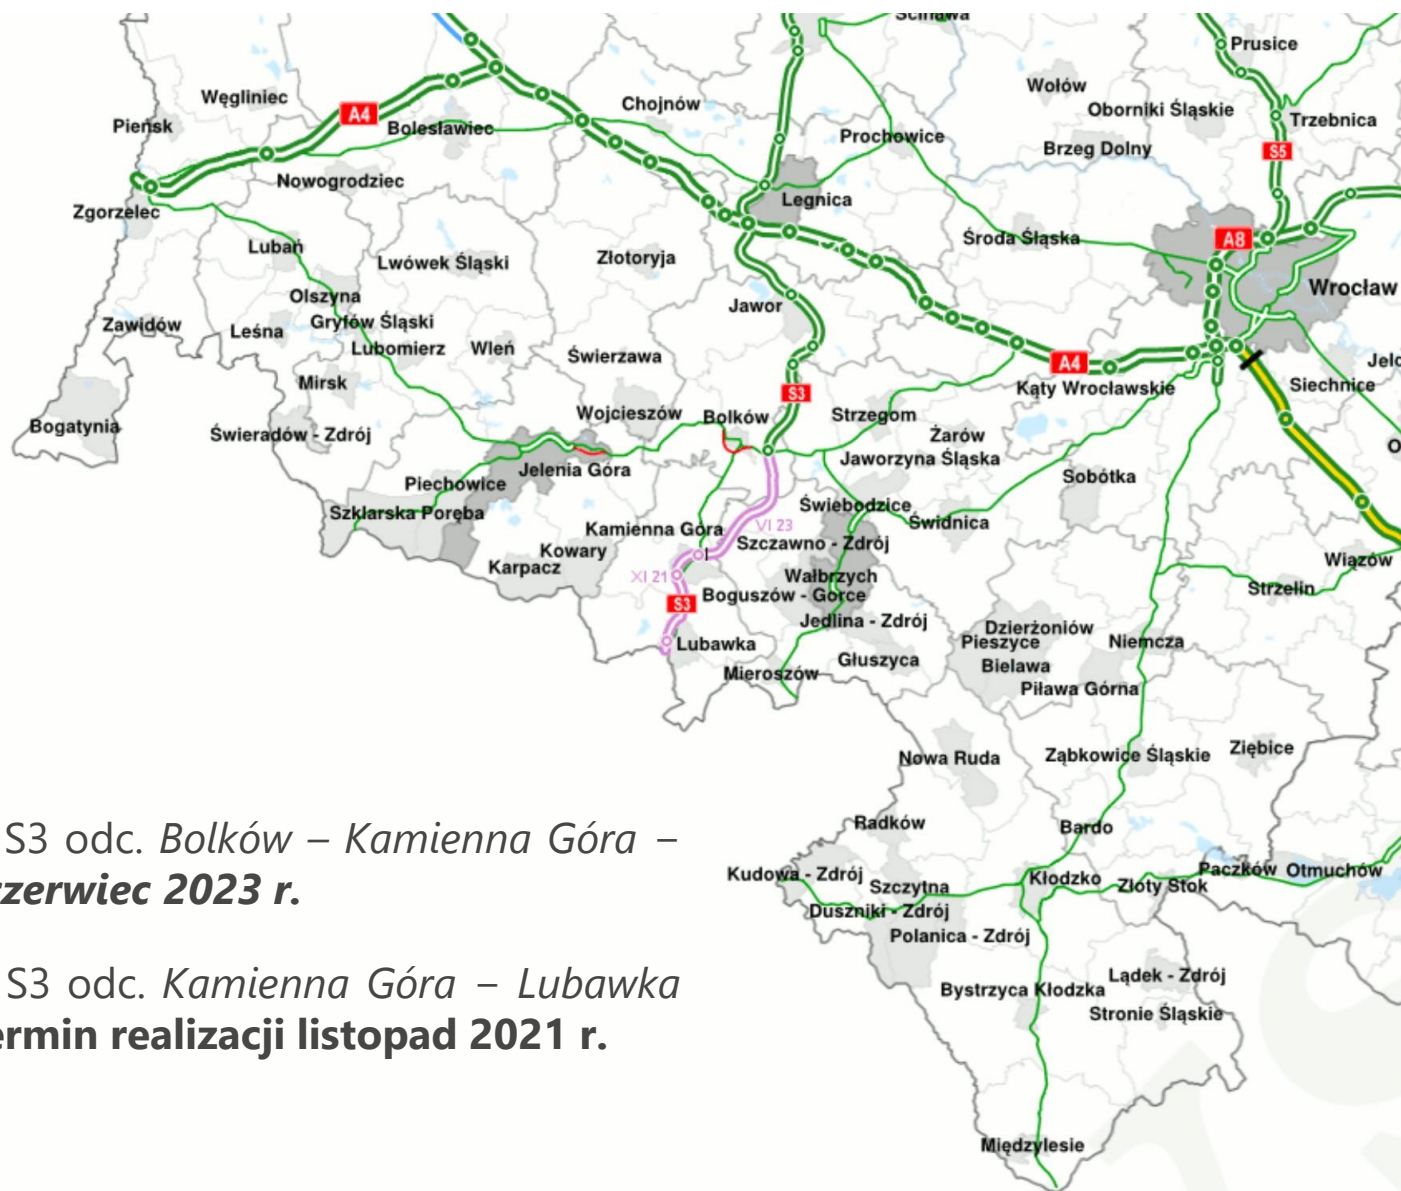 Ścinawa
Prusice
Węgliniec
Wołów
Chojnów
Oborniki Śląskie
A4
Trzebnica
Pieńsk
Bolesławiec
Prochowice
Brzeg Dolny
S5
Nowogrodziec
Legnica
Zgorzelec
Środa Śląska
A8
Lubań
Lwówek Śląski
Złotoryja
Wrocław
Olszyna
Jawor
Zawidów
Leśna
Gryfów Śląski
Lubomierz
Wleń
Świerzawa
A4
Mirsk
Kąty Wrocławskie
Siechnice
S3
Wojcieszów
Bolków
Strzegom
Bogatynia
Świeradów - Zdrój
Żarów
Jaworzyna Śląska
Jelenia Góra
Sobótka
Piechowice
Szklarska Poręba
Świebodzice
Świdnica
Kamienna Góra
VI 23
Szczawno - Zdrój
Kowary
Karpacz
Wiązów
XI 21
Wałbrzych
Strzelin
S3
Boguszów - Gorce
Jedlina - Zdrój
Dzierżoniów
Pieszyce
Niemcza
Lubawka
Głuszyca
Bielawa
Mieroszów
Piława Górna
Nowa Ruda
Ząbkowice Śląskie
Ziębice
Radków
Bardo
S3 odc. Bolków – Kamienna Góra –
zerwiec 2023 r.
Kudowa - Zdrój
Szczytna
Kłodzko
Złoty Stok
Paczków
Otmuchów
Duszniki - Zdrój
Polanica - Zdrój
Lądek - Zdrój
Bystrzyca Kłodzka
Stronie Śląskie
S3 odc. Kamienna Góra – Lubawka
ermin realizacji listopad 2021 r.
Międzylesie